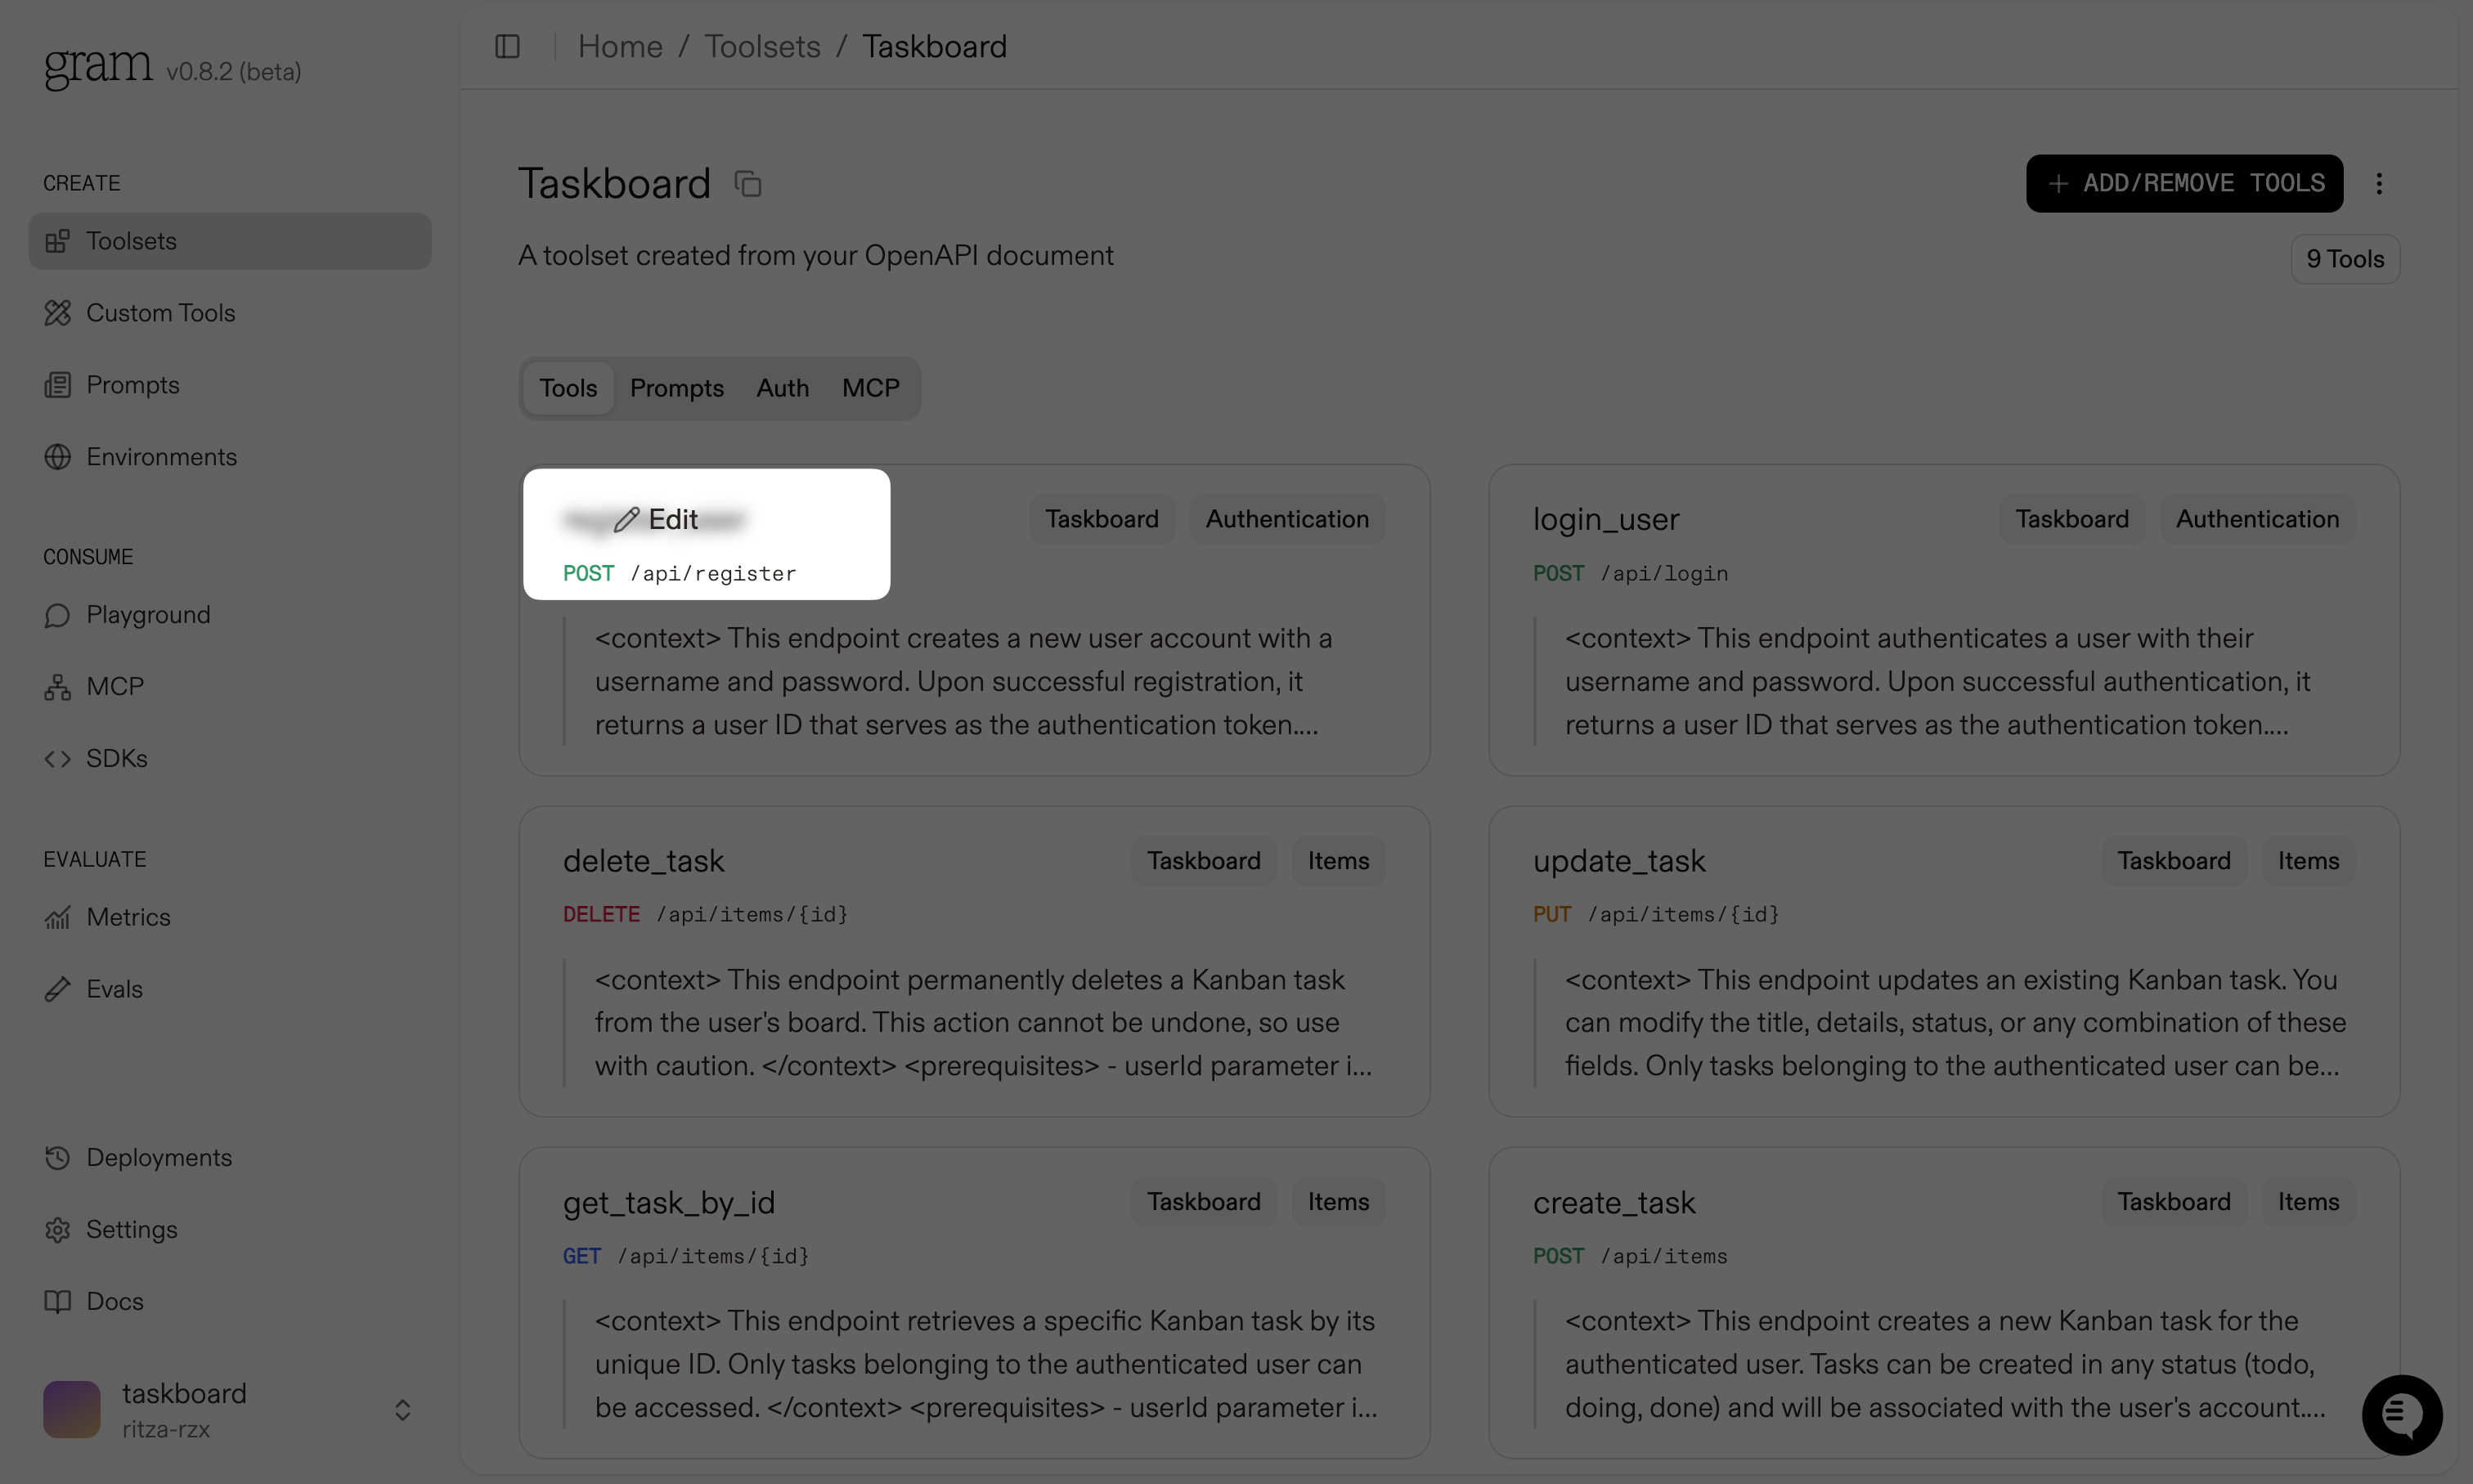 gram v0.8.2 (beta)
CREATE
Toolsets
Custom Tools
Prompts
Environments
CONSUME
Playground
MCP
SDKs
EVALUATE
Metrics
Evals
Deployments
Settings
Docs
taskboard
ritza-rzx
Home / Toolsets / Taskboard
Taskboard
ADD/REMOVE TOOLS
A toolset created from your OpenAPI document
9 Tools
Tools Prompts Auth MCP
Edit
Taskboard Authentication
POST /api/register
<context> This endpoint creates a new user account with a
username and password. Upon successful registration, it
returns a user ID that serves as the authentication token....
login_user
Taskboard Authentication
POST /api/login
<context> This endpoint authenticates a user with their
username and password. Upon successful authentication, it
returns a user ID that serves as the authentication token....
delete_task
Taskboard Items
DELETE /api/items/{id}
<context> This endpoint permanently deletes a Kanban task
from the user's board. This action cannot be undone, so use
with caution. </context> <prerequisites> - userId parameter i...
update_task
Taskboard Items
PUT /api/items/{id}
<context> This endpoint updates an existing Kanban task. You
can modify the title, details, status, or any combination of these
fields. Only tasks belonging to the authenticated user can be...
get_task_by_id
Taskboard Items
GET /api/items/{id}
<context> This endpoint retrieves a specific Kanban task by its
unique ID. Only tasks belonging to the authenticated user can
be accessed. </context> <prerequisites> - userId parameter i...
create_task
Taskboard Items
POST /api/items
<context> This endpoint creates a new Kanban task for the
authenticated user. Tasks can be created in any status (todo,
doing, done) and will be associated with the user's account....